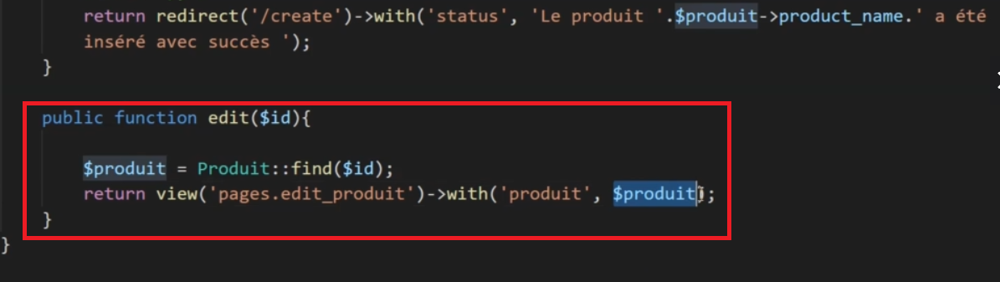 return redirect('/create')->with('status', 'Le produit '.$produit->product_name.' a été
inséré avec succès ');
}
public function edit($id){
$produit = Produit::find($id);
return view('pages.edit_produit')->with('produit', $produit);
}
}